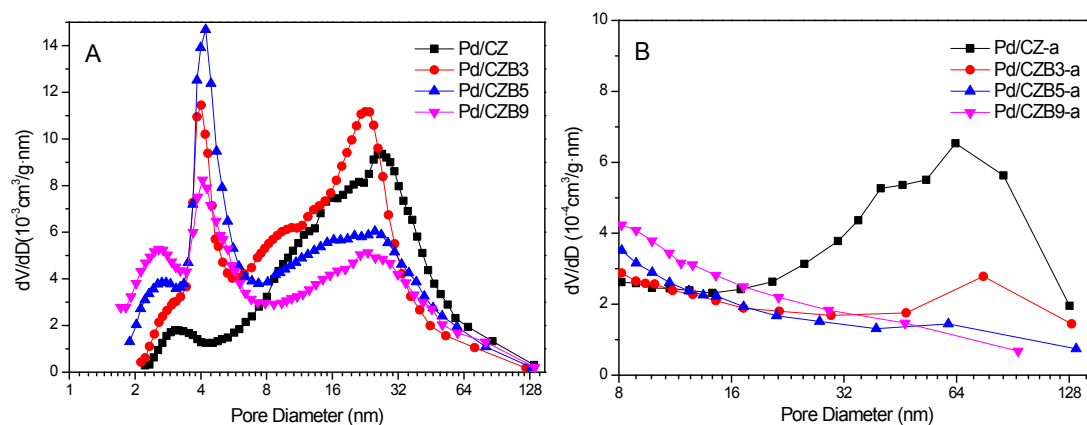 A
Pd/CZ
Pd/CZB3
Pd/CZB5
Pd/CZB9
14
12
10
8
6
4
2
0
dV/dD(10⁻³cm³/g·nm)
1 2 4 8 16 32 64 128
Pore Diameter (nm)
B
Pd/CZ-a
Pd/CZB3-a
Pd/CZB5-a
Pd/CZB9-a
10
8
6
4
2
0
dV/dD (10⁻⁴cm³/g·nm)
8 16 32 64 128
Pore Diameter (nm)